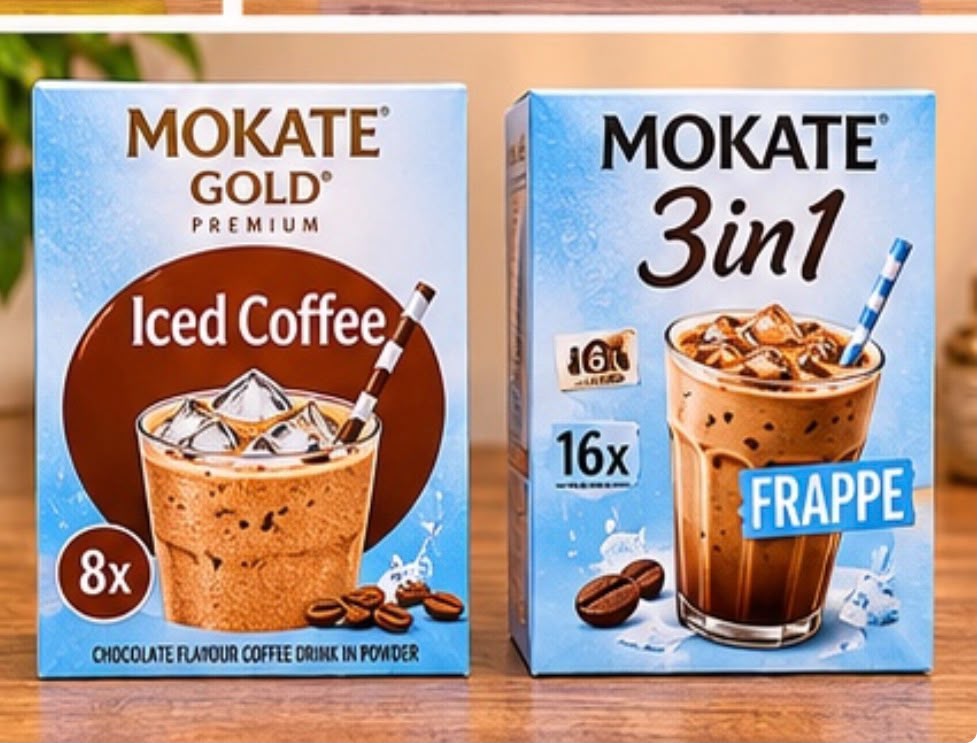 MOKATE®
GOLD®
PREMIUM
Iced Coffee
8x
CHOCOLATE FLAVOUR COFFEE DRINK IN POWDER
MOKATE®
3in1
16x
FRAPPE